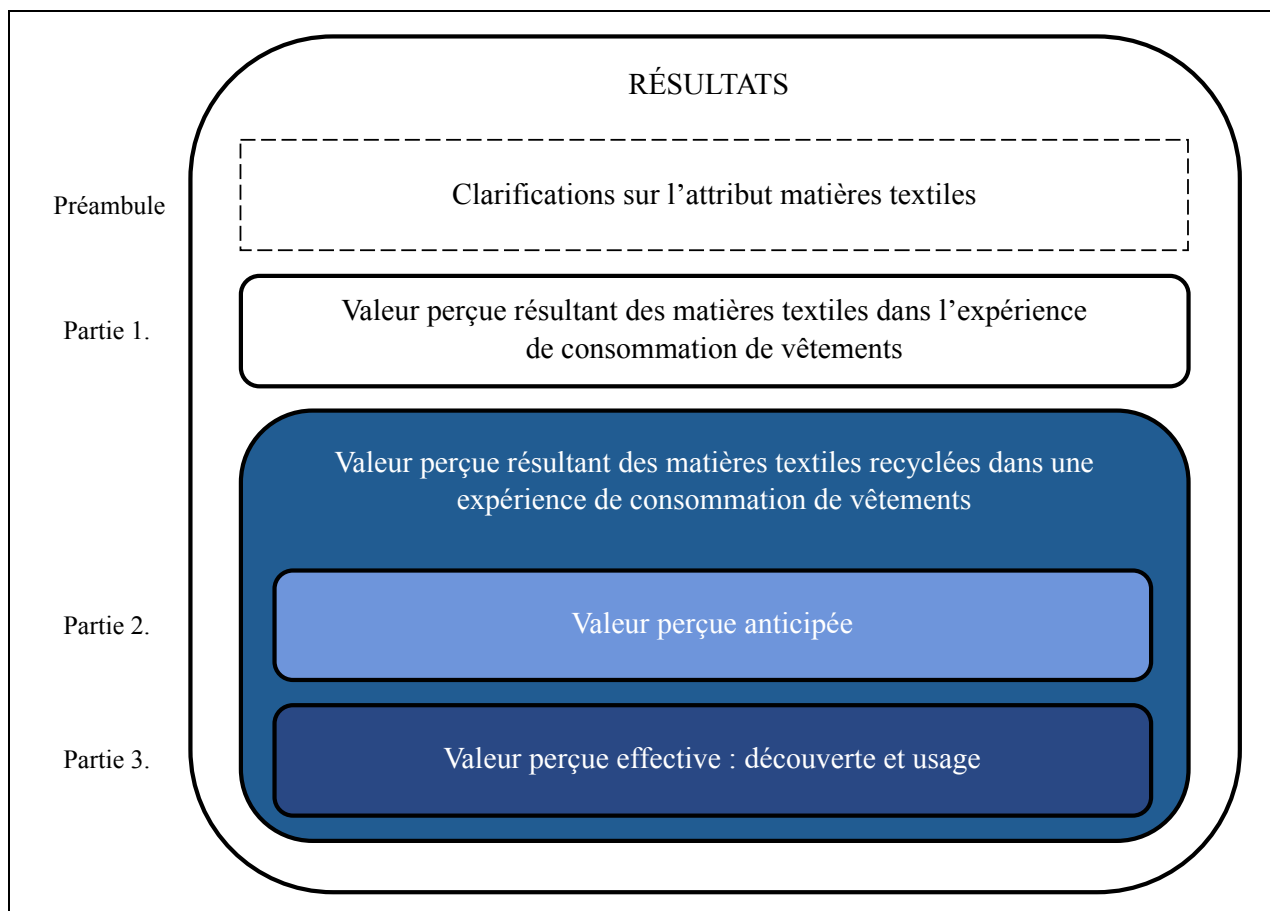 RÉSULTATS
Préambule
Clarifications sur l’attribut matières textiles
Partie 1.
Valeur perçue résultant des matières textiles dans l’expérience
de consommation de vêtements
Valeur perçue résultant des matières textiles recyclées dans une
expérience de consommation de vêtements
Partie 2.
Valeur perçue anticipée
Partie 3.
Valeur perçue effective : découverte et usage